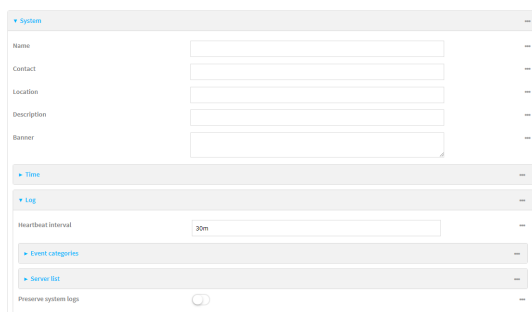 ▾ System
Name
Contact
Location
Description
Banner
▸ Time
▾ Log
Heartbeat interval 30m
▸ Event categories
▸ Server list
Preserve system logs